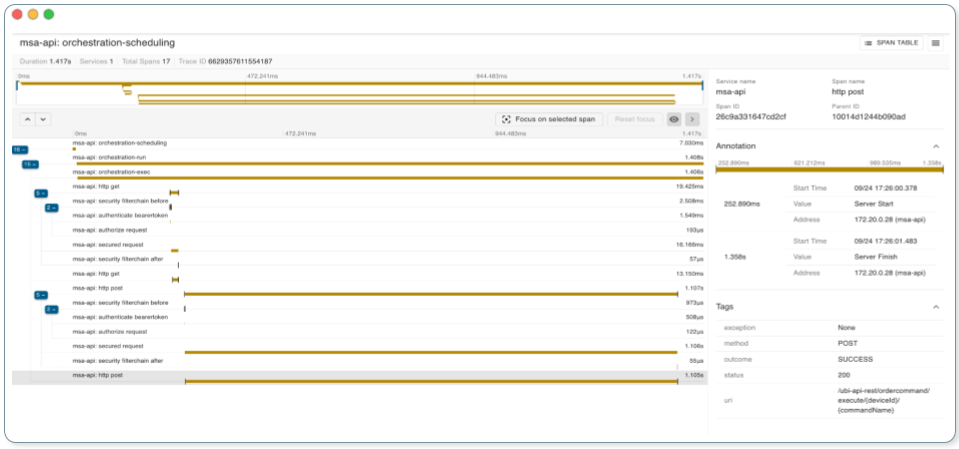 msa-api: orchestration-scheduling
SPAN TABLE
Duration 1.417s Services 1 Total Spans 17 Trace ID 6629357611554187
0ms 472.241ms 944.483ms 1.417s
Focus on selected span Reset focus
0ms 472.241ms 944.483ms 1.417s
16 –
msa-api: orchestration-scheduling 7.030ms
15 –
msa-api: orchestration-run 1.408s
msa-api: orchestration-exec 1.408s
msa-api: http get 19.425ms
5 –
msa-api: security filterchain before 2.508ms
2 –
msa-api: authenticate bearertoken 1.549ms
msa-api: authorize request 193µs
msa-api: secured request 16.166ms
msa-api: security filterchain after 57µs
msa-api: http get 13.150ms
msa-api: http post 1.107s
5 –
msa-api: security filterchain before 973µs
2 –
msa-api: authenticate bearertoken 508µs
msa-api: authorize request 122µs
msa-api: secured request 1.106s
msa-api: security filterchain after 55µs
msa-api: http post 1.105s
Service name Span name
msa-api http post
Span ID Parent ID
26c9a331647cd2cf 10014d1244b090ad
Annotation
252.890ms 621.212ms 989.535ms 1.358s
Start Time 09/24 17:26:00.378
252.890ms Value Server Start
Address 172.20.0.28 (msa-api)
Start Time 09/24 17:26:01.483
1.358s Value Server Finish
Address 172.20.0.28 (msa-api)
Tags
exception None
method POST
outcome SUCCESS
status 200
uri /ubi-api-rest/ordercommand/
execute/{deviceId}/
{commandName}